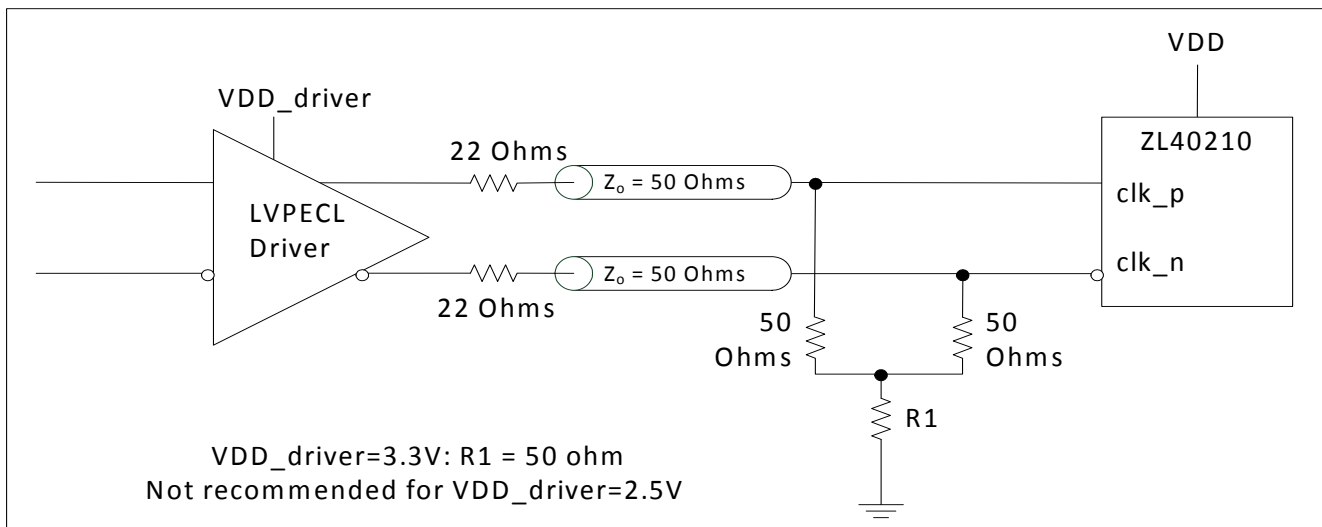 VDD
VDD_driver
ZL40210
22 Ohms
Zo = 50 Ohms
clk_p
LVPECL
Driver
clk_n
Zo = 50 Ohms
22 Ohms
50
Ohms
50
Ohms
R1
VDD_driver=3.3V: R1 = 50 ohm
Not recommended for VDD_driver=2.5V